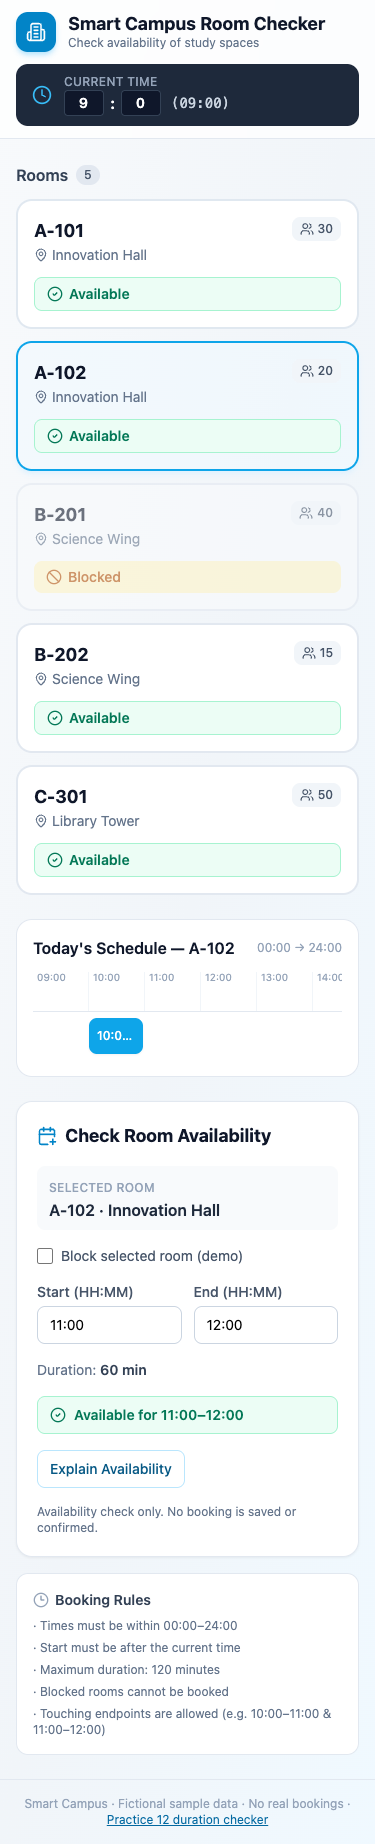 Smart Campus Room Checker
Check availability of study spaces
CURRENT TIME
9 : 0 (09:00)
Rooms 5
A-101 30
Innovation Hall
Available
A-102 20
Innovation Hall
Available
B-201 40
Science Wing
Blocked
B-202 15
Science Wing
Available
C-301 50
Library Tower
Available
Today's Schedule — A-102 00:00 → 24:00
09:00 10:00 11:00 12:00 13:00 14:00
10:0...
Check Room Availability
SELECTED ROOM
A-102 · Innovation Hall
Block selected room (demo)
Start (HH:MM) End (HH:MM)
11:00 12:00
Duration: 60 min
Available for 11:00–12:00
Explain Availability
Availability check only. No booking is saved or
confirmed.
Booking Rules
· Times must be within 00:00–24:00
· Start must be after the current time
· Maximum duration: 120 minutes
· Blocked rooms cannot be booked
· Touching endpoints are allowed (e.g. 10:00–11:00 &
11:00–12:00)
Smart Campus · Fictional sample data · No real bookings ·
Practice 12 duration checker